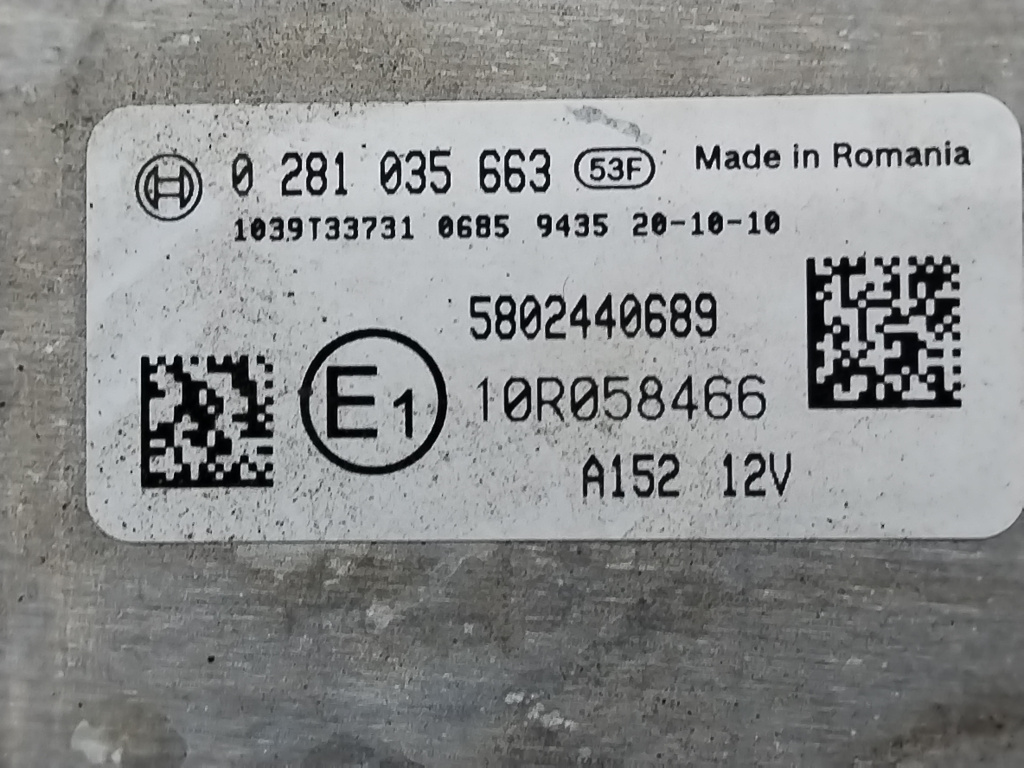 0 281 035 663 53F Made in Romania
1039T33731 0685 9435 20-10-10
5802440689
E1 10R058466
A152 12V